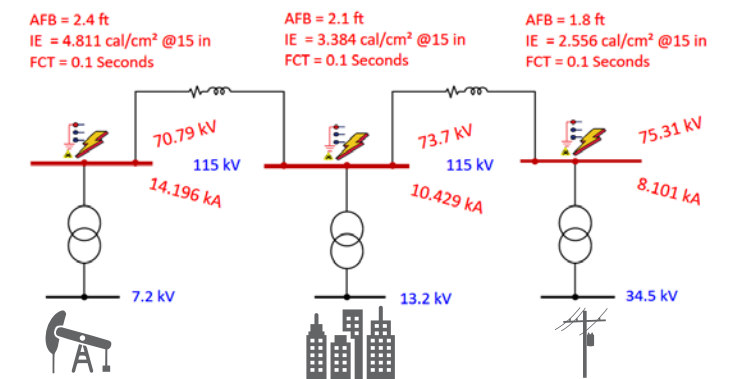 AFB = 2.4 ft
IE = 4.811 cal/cm² @15 in
FCT = 0.1 Seconds
AFB = 2.1 ft
IE = 3.384 cal/cm² @15 in
FCT = 0.1 Seconds
AFB = 1.8 ft
IE = 2.556 cal/cm² @15 in
FCT = 0.1 Seconds
70.79 kV
115 kV
14.196 kA
73.7 kV
115 kV
10.429 kA
75.31 kV
8.101 kA
7.2 kV
13.2 kV
34.5 kV